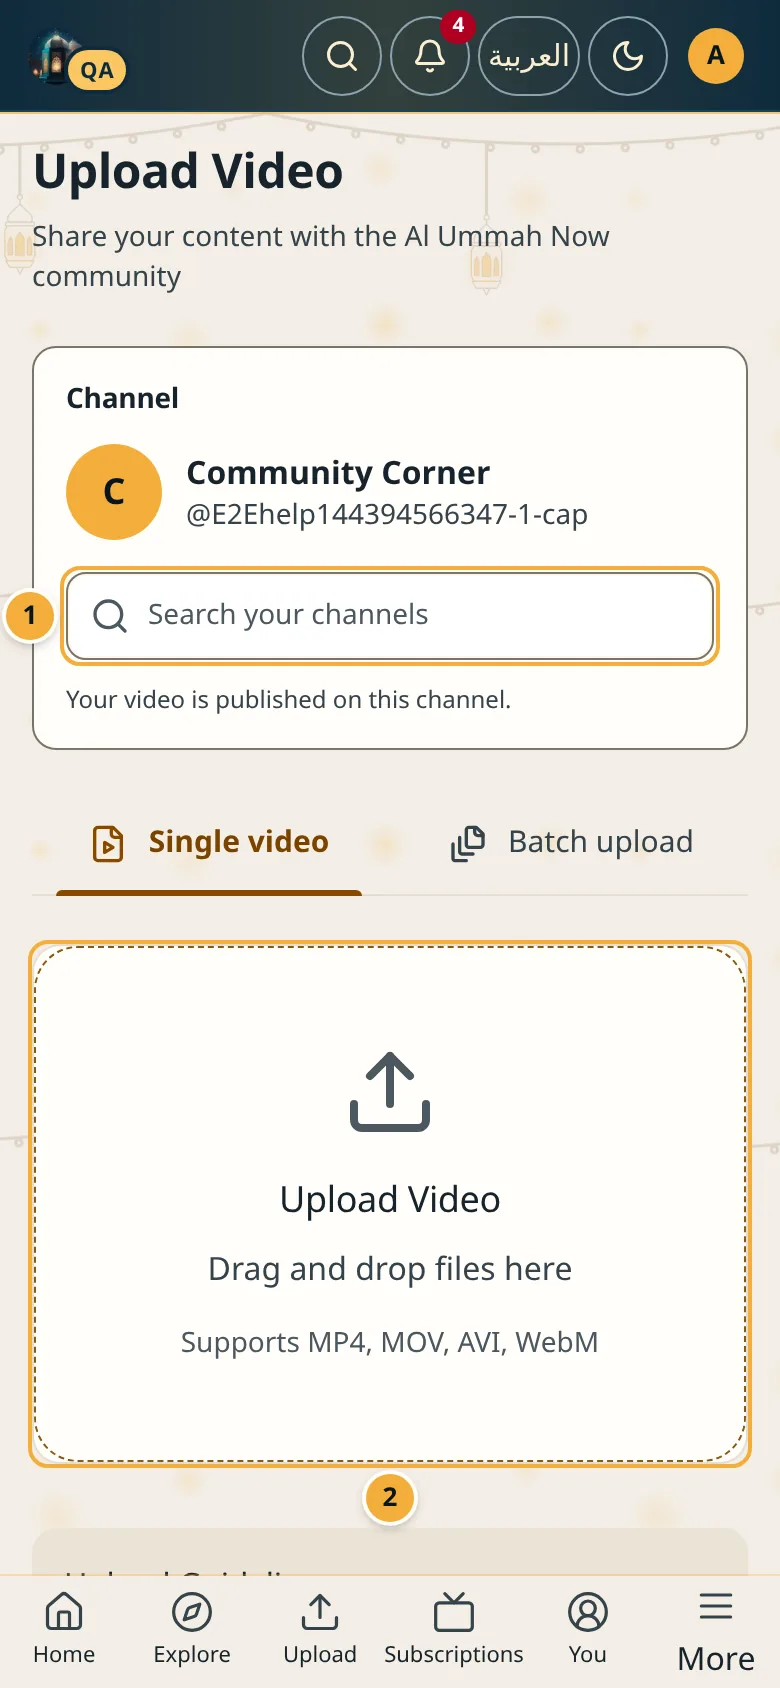 QA
4
العربية
A
Upload Video
Share your content with the Al Ummah Now
community
Channel
C
Community Corner
@E2Ehelp144394566347-1-cap
1
Search your channels
Your video is published on this channel.
Single video
Batch upload
Upload Video
Drag and drop files here
Supports MP4, MOV, AVI, WebM
2
Home
Explore
Upload
Subscriptions
You
More